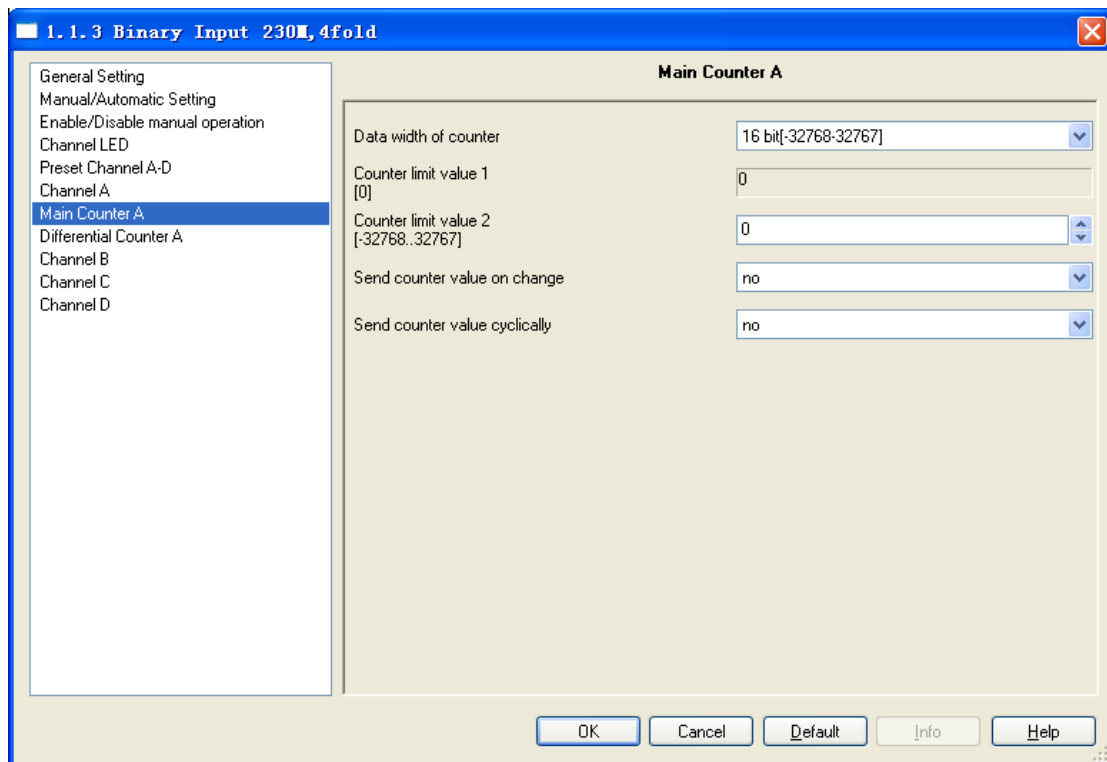 1.1.3 Binary Input 230M,4fold
General Setting
Manual/Automatic Setting
Enable/Disable manual operation
Channel LED
Preset Channel A-D
Channel A
Main Counter A
Differential Counter A
Channel B
Channel C
Channel D
Main Counter A
Data width of counter
16 bit[-32768-32767]
Counter limit value 1
[0]
0
Counter limit value 2
[-32768..32767]
0
Send counter value on change
no
Send counter value cyclically
no
OK
Cancel
Default
Info
Help